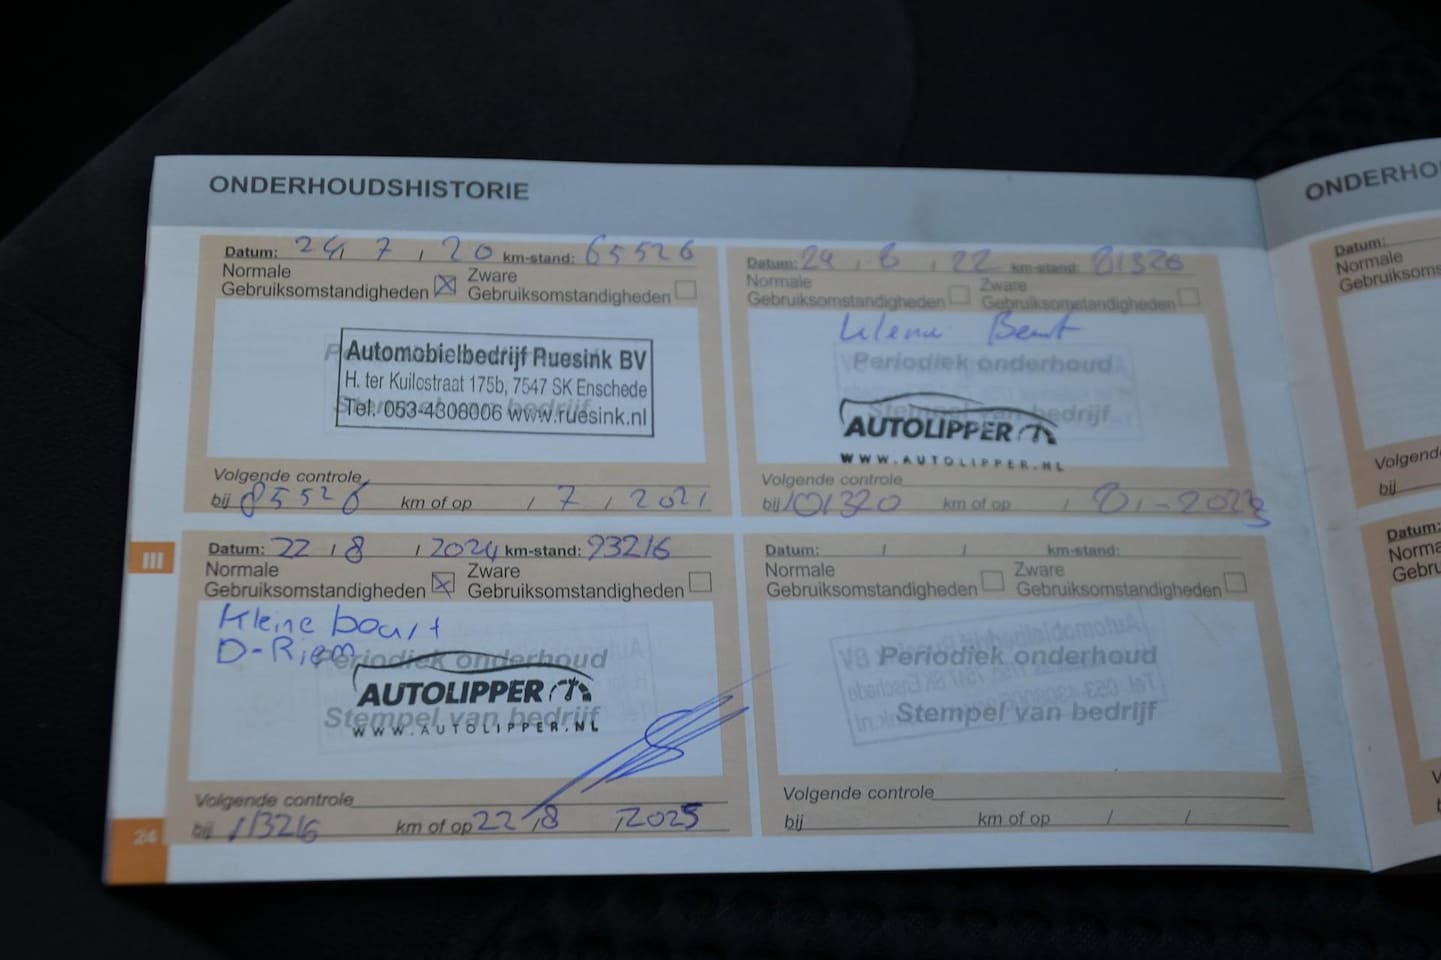 ONDERHOUDSHISTORIE
Datum: 24, 7, 20 km-stand: 65526
Normale Gebruiksomstandigheden Zware Gebruiksomstandigheden
Automobielbedrijf Ruesink BV
H. ter Kuilostraat 175b, 7547 SK Enschede
Tel. 053-4308006 www.ruesink.nl
Volgende controle
bij 85526 km of op / 7 / 2021
Datum: 24, 8, 22 km-stand: 81320
Normale Gebruiksomstandigheden Zware Gebruiksomstandigheden
Beurt
Periodiek onderhoud
Stempel van bedrijf
AUTOLIPPER
WWW.AUTOLIPPER.NL
Volgende controle
bij 101320 km of op / 8, - 2023
III
Datum: 22 / 8 / 2024 km-stand: 93216
Normale Gebruiksomstandigheden Zware Gebruiksomstandigheden
Kleine beurt
D-Riem
Periodiek onderhoud
AUTOLIPPER
Stempel van bedrijf
WWW.AUTOLIPPER.NL
Volgende controle
bij 113216 km of op 22 / 8 / 2025
Datum: / / km-stand:
Normale Gebruiksomstandigheden Zware Gebruiksomstandigheden
Periodiek onderhoud
Stempel van bedrijf
Volgende controle
bij km of op / /
24
ONDERHO
Datum:
Normale
Gebruiksoms
Volgend
bij
Datum:
Norma
Gebru